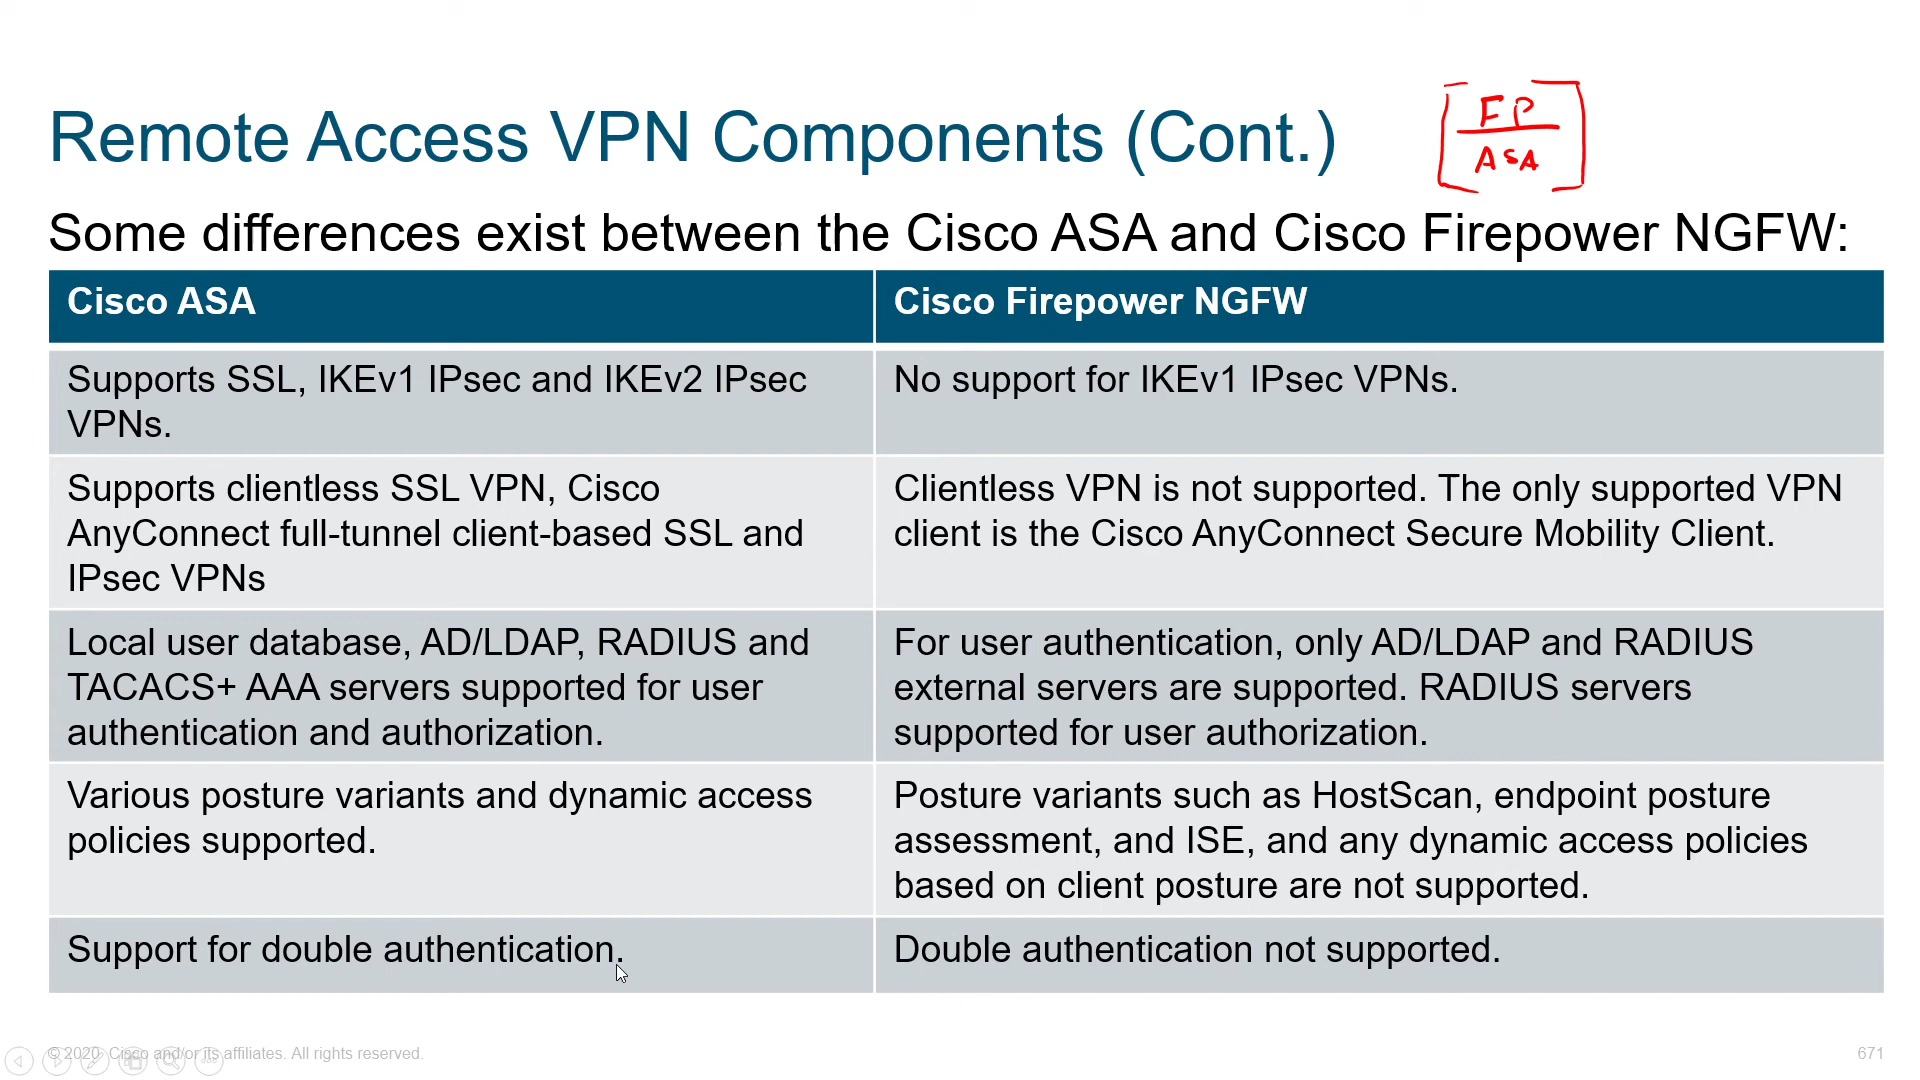 Remote Access VPN Components (Cont.)
FP
ASA
Some differences exist between the Cisco ASA and Cisco Firepower NGFW:
Cisco ASA
Cisco Firepower NGFW
Supports SSL, IKEv1 IPsec and IKEv2 IPsec
VPNs.
No support for IKEv1 IPsec VPNs.
Supports clientless SSL VPN, Cisco
AnyConnect full-tunnel client-based SSL and
IPsec VPNs
Clientless VPN is not supported. The only supported VPN
client is the Cisco AnyConnect Secure Mobility Client.
Local user database, AD/LDAP, RADIUS and
TACACS+ AAA servers supported for user
authentication and authorization.
For user authentication, only AD/LDAP and RADIUS
external servers are supported. RADIUS servers
supported for user authorization.
Various posture variants and dynamic access
policies supported.
Posture variants such as HostScan, endpoint posture
assessment, and ISE, and any dynamic access policies
based on client posture are not supported.
Support for double authentication.
Double authentication not supported.
© 2020 Cisco and/or its affiliates. All rights reserved.
671